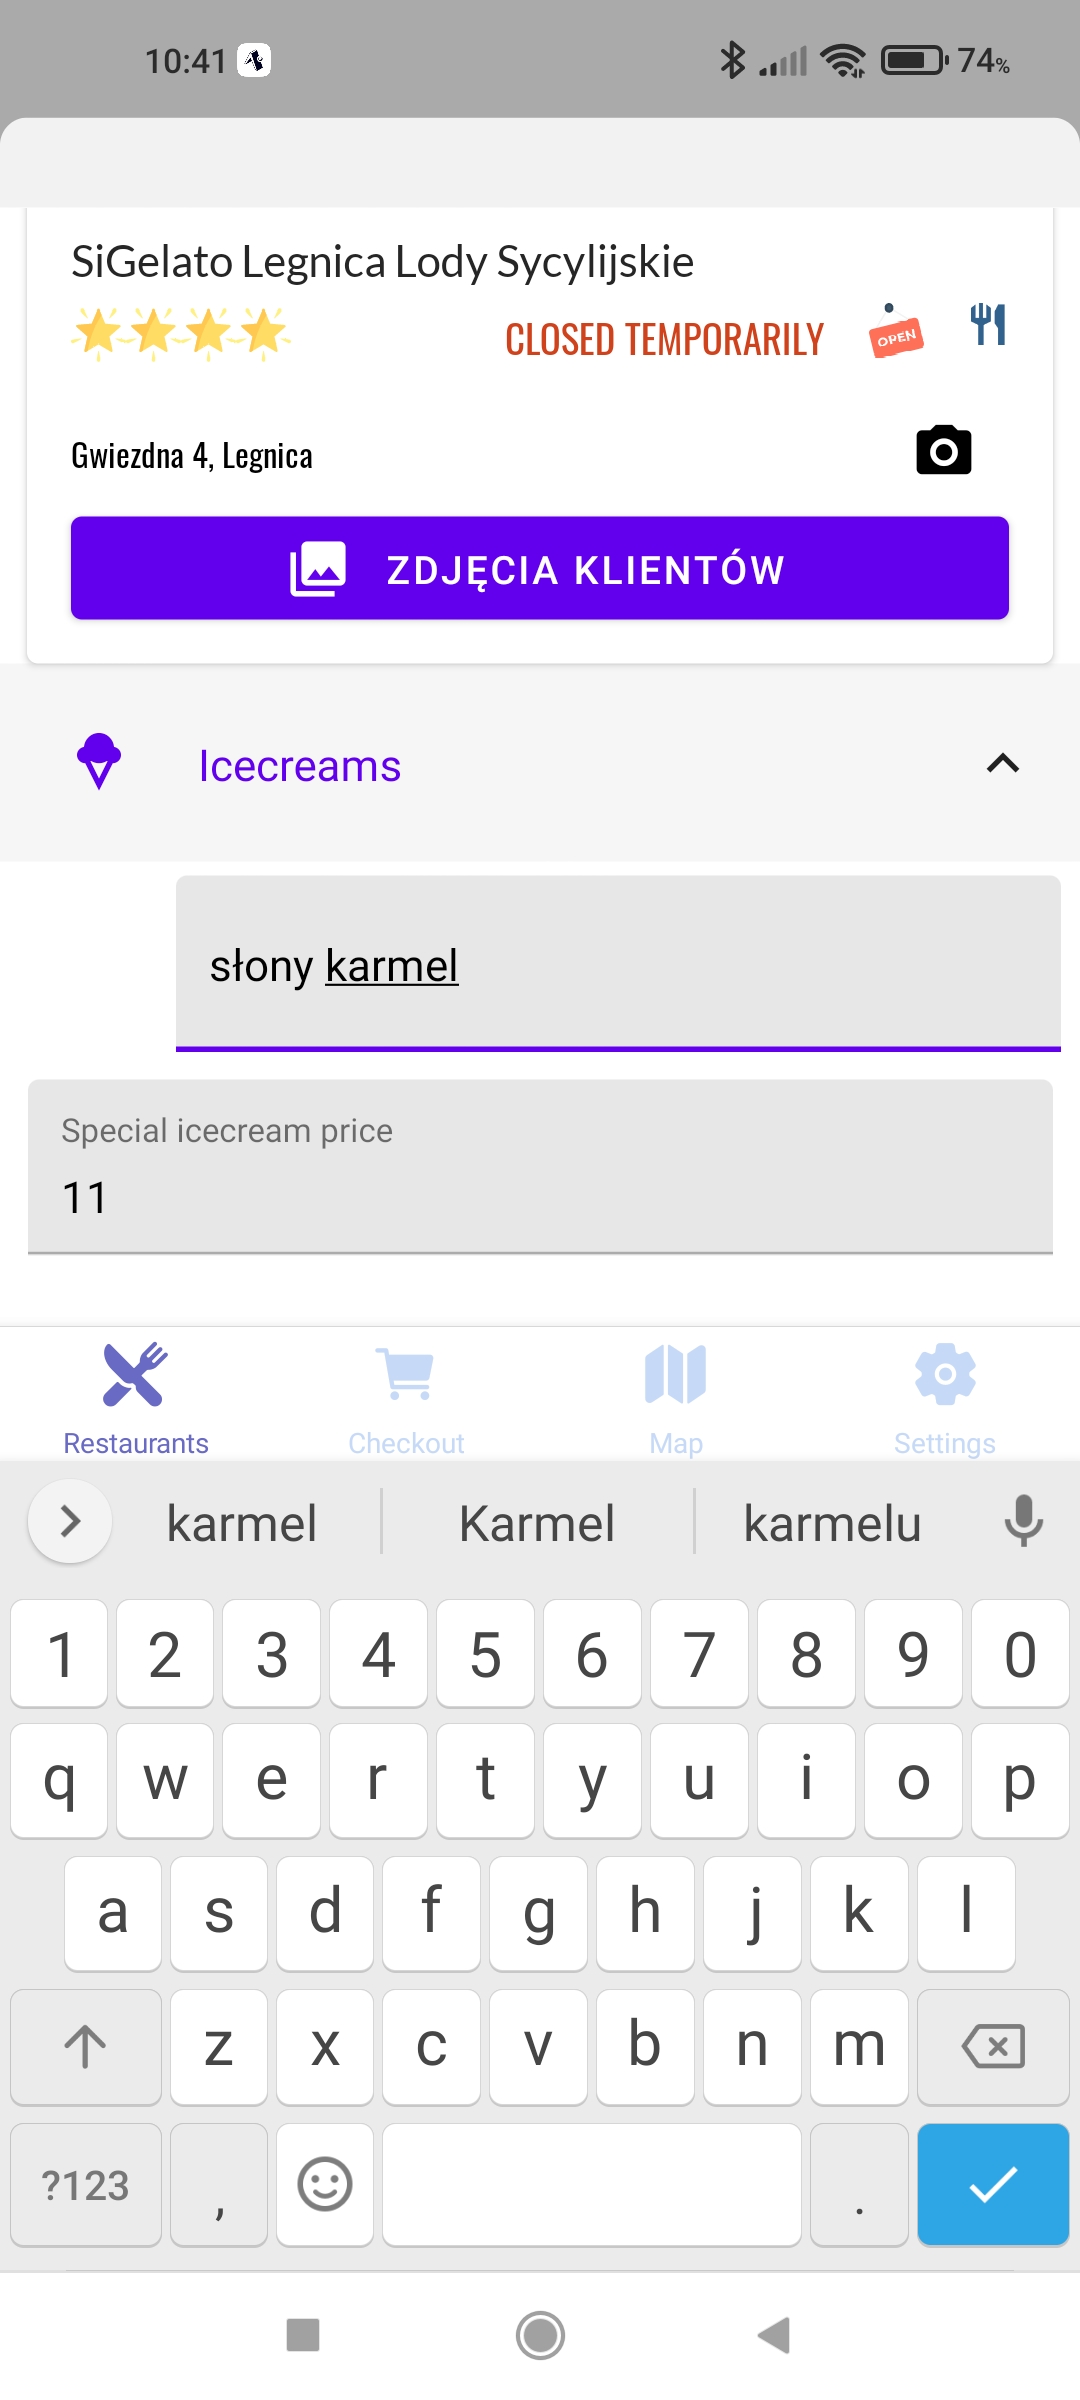 10:41 74%
SiGelato Legnica Lody Sycylijskie
CLOSED TEMPORARILY OPEN
Gwiezdna 4, Legnica
ZDJĘCIA KLIENTÓW
Icecreams
słony karmel
Special icecream price
11
Restaurants Checkout Map Settings
karmel Karmel karmelu
1 2 3 4 5 6 7 8 9 0
q w e r t y u i o p
a s d f g h j k l
z x c v b n m
?123 , .